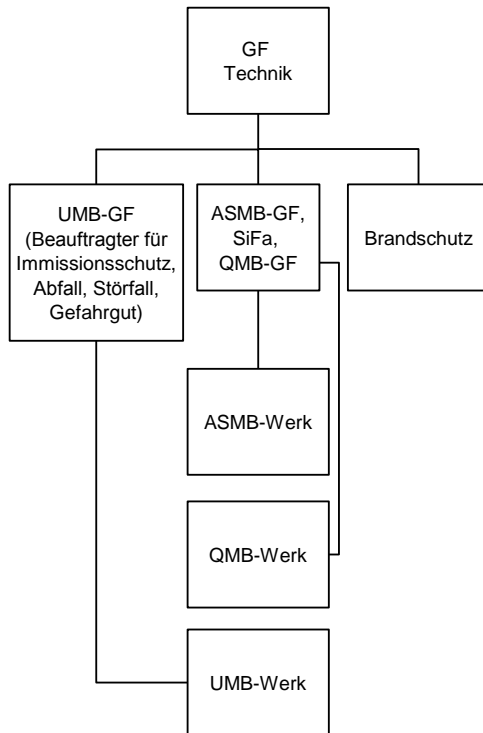 GF
Technik
UMB-GF
(Beauftragter für
Immissionsschutz,
Abfall, Störfall,
Gefahrgut)
ASMB-GF,
SiFa,
QMB-GF
Brandschutz
ASMB-Werk
QMB-Werk
UMB-Werk